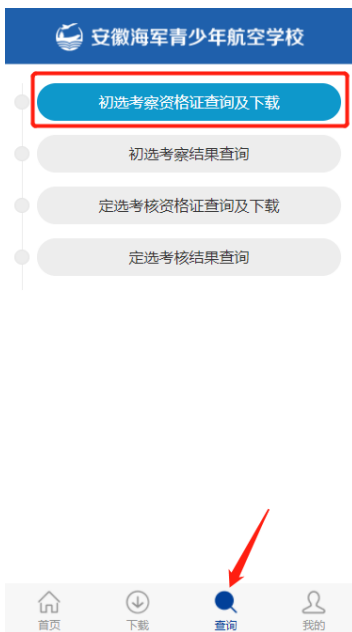 安徽海军青少年航空学校
初选考察资格证查询及下载
初选考察结果查询
定选考核资格证查询及下载
定选考核结果查询
首页
下载
查询
我的